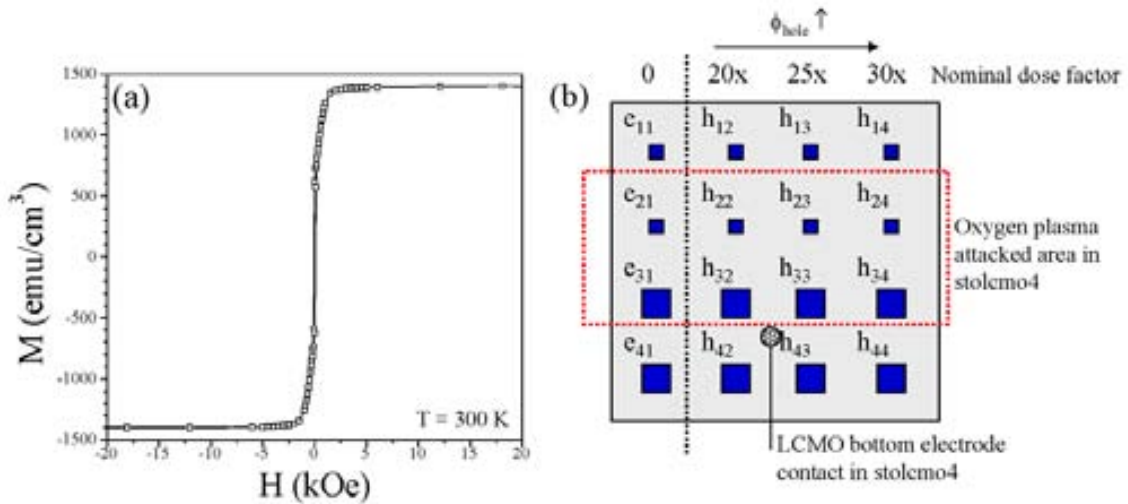 (a)
1500
1000
500
0
-500
-1000
-1500
M (emu/cm³)
-20 -15 -10 -5 0 5 10 15 20
H (kOe)
T = 300 K
(b)
ϕhole ↑
0 20x 25x 30x Nominal dose factor
e11 h12 h13 h14
e21 h22 h23 h24
e31 h32 h33 h34
e41 h42 h43 h44
Oxygen plasma
attacked area in
stolcmo4
LCMO bottom electrode
contact in stolcmo4